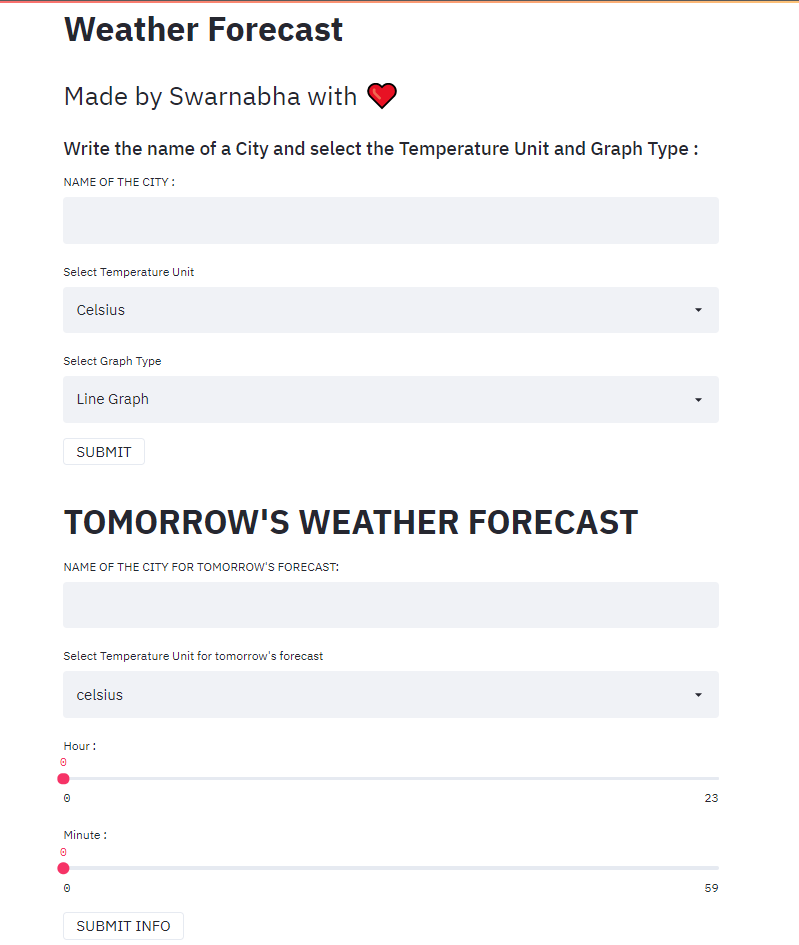 Weather Forecast
Made by Swarnabha with ❤️
Write the name of a City and select the Temperature Unit and Graph Type :
NAME OF THE CITY :
Select Temperature Unit
Celsius
Select Graph Type
Line Graph
SUBMIT
TOMORROW'S WEATHER FORECAST
NAME OF THE CITY FOR TOMORROW'S FORECAST:
Select Temperature Unit for tomorrow's forecast
celsius
Hour :
0
0 23
Minute :
0
0 59
SUBMIT INFO